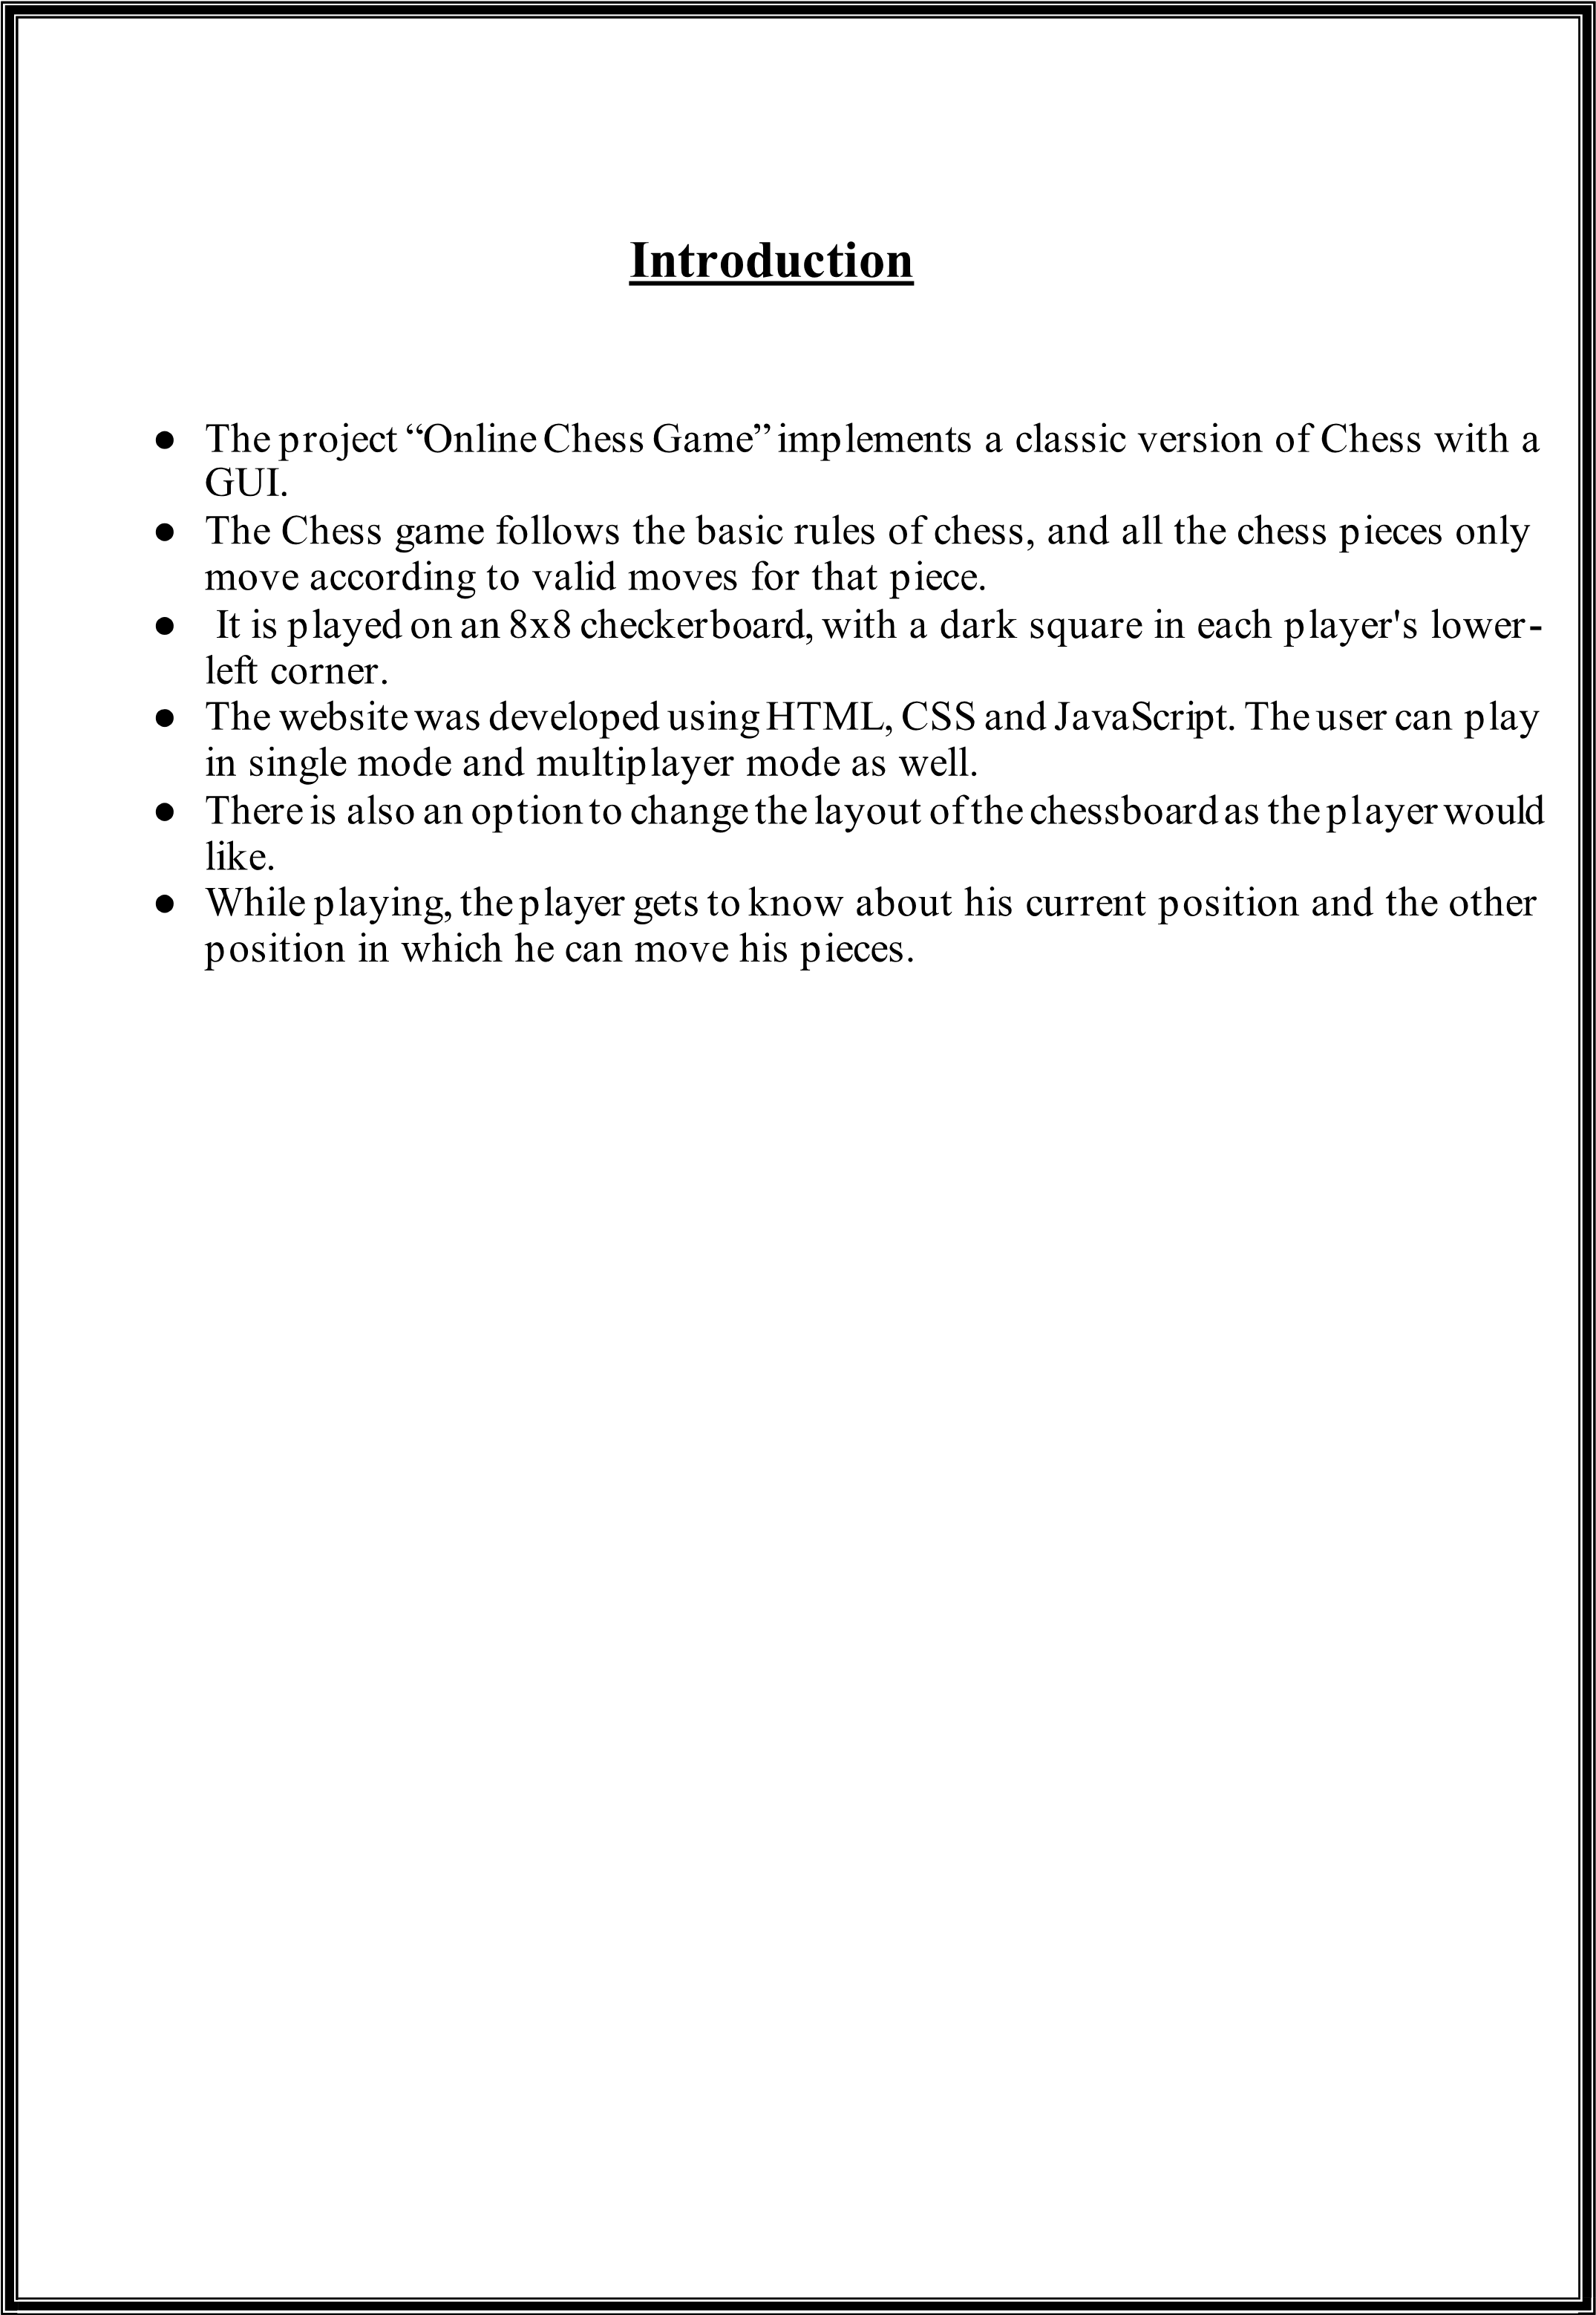 Introduction
● The project “Online Chess Game” implements a classic version of Chess with a
GUI.
● The Chess game follows the basic rules of chess, and all the chess pieces only
move according to valid moves for that piece.
● It is played on an 8x8 checkerboard, with a dark square in each player's lower-
left corner.
● The website was developed using HTML, CSS and JavaScript. The user can play
in single mode and multiplayer mode as well.
● There is also an option to change the layout of the chessboard as the player would
like.
● While playing, the player gets to know about his current position and the other
position in which he can move his pieces.